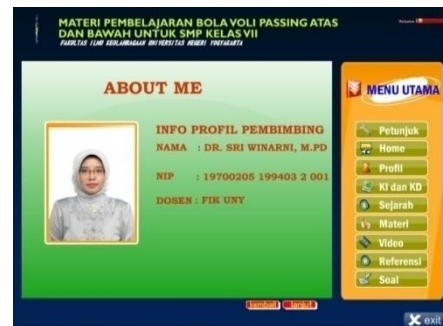 MATERI PEMBELAJARAN BOLA VOLI PASSING ATAS
DAN BAWAH UNTUK SMP KELAS VII
FAKULTAS ILMU KEOLAHRAGAAN UNIVERSITAS NEGERI YOGYAKARTA
Volume
ABOUT ME
INFO PROFIL PEMBIMBING
NAMA : DR. SRI WINARNI, M.PD
NIP : 19700205 199403 2 001
DOSEN : FIK UNY
MENU UTAMA
Petunjuk
Home
Profil
KI dan KD
Sejarah
Materi
Video
Referensi
Soal
kembali lanjut
exit